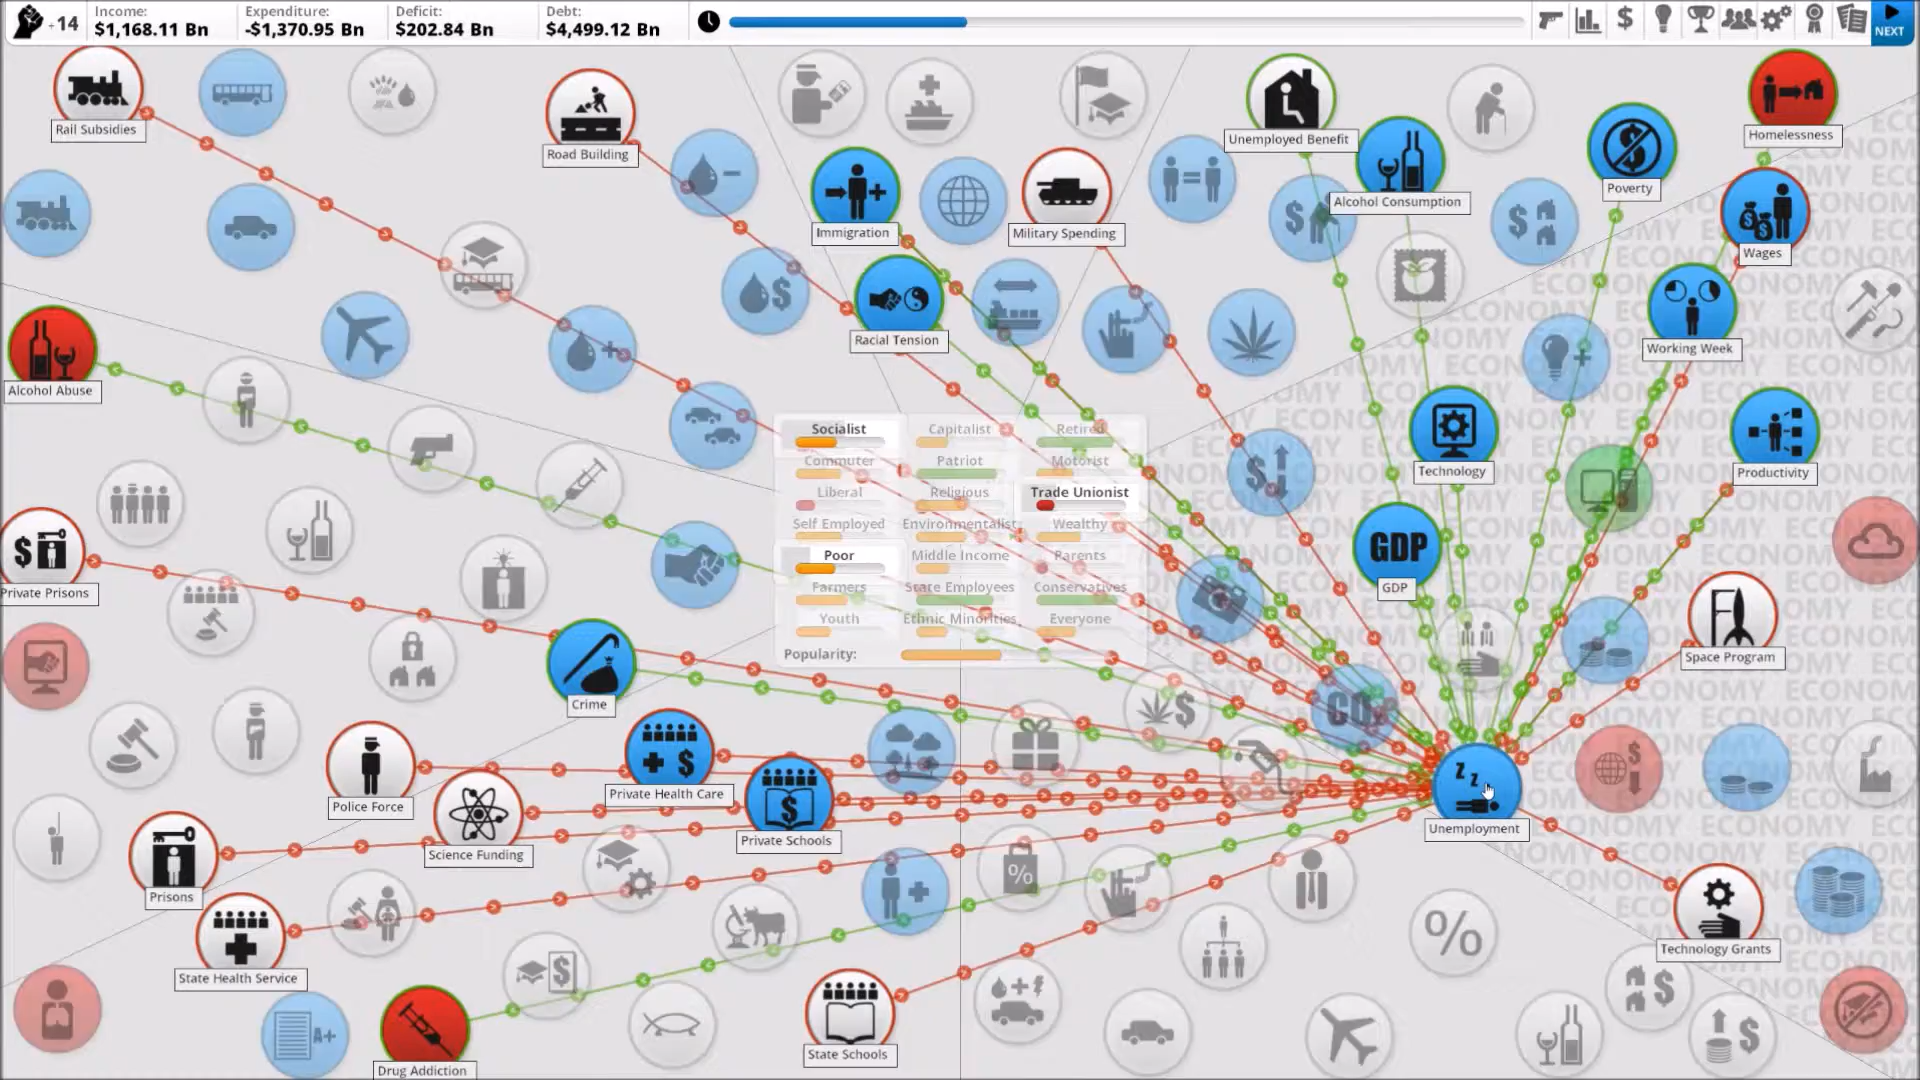 +14
Income:
$1,168.11 Bn
Expenditure:
-$1,370.95 Bn
Deficit:
$202.84 Bn
Debt:
$4,499.12 Bn
NEXT
Rail Subsidies
Road Building
Immigration
Military Spending
Racial Tension
Unemployed Benefit
Alcohol Consumption
Poverty
Homelessness
Wages
Working Week
Alcohol Abuse
Technology
Productivity
GDP
GDP
Socialist
Capitalist
Retired
Commuter
Patriot
Motorist
Liberal
Religious
Trade Unionist
Self Employed
Environmentalist
Wealthy
Poor
Middle Income
Parents
Farmers
State Employees
Conservatives
Youth
Ethnic Minorities
Everyone
Popularity:
Private Prisons
Space Program
Crime
Police Force
Private Health Care
Science Funding
Private Schools
Unemployment
Prisons
State Health Service
Technology Grants
Drug Addiction
State Schools
A+
Z
Z
%
%
ECONOMY ECONOMY ECONOMY